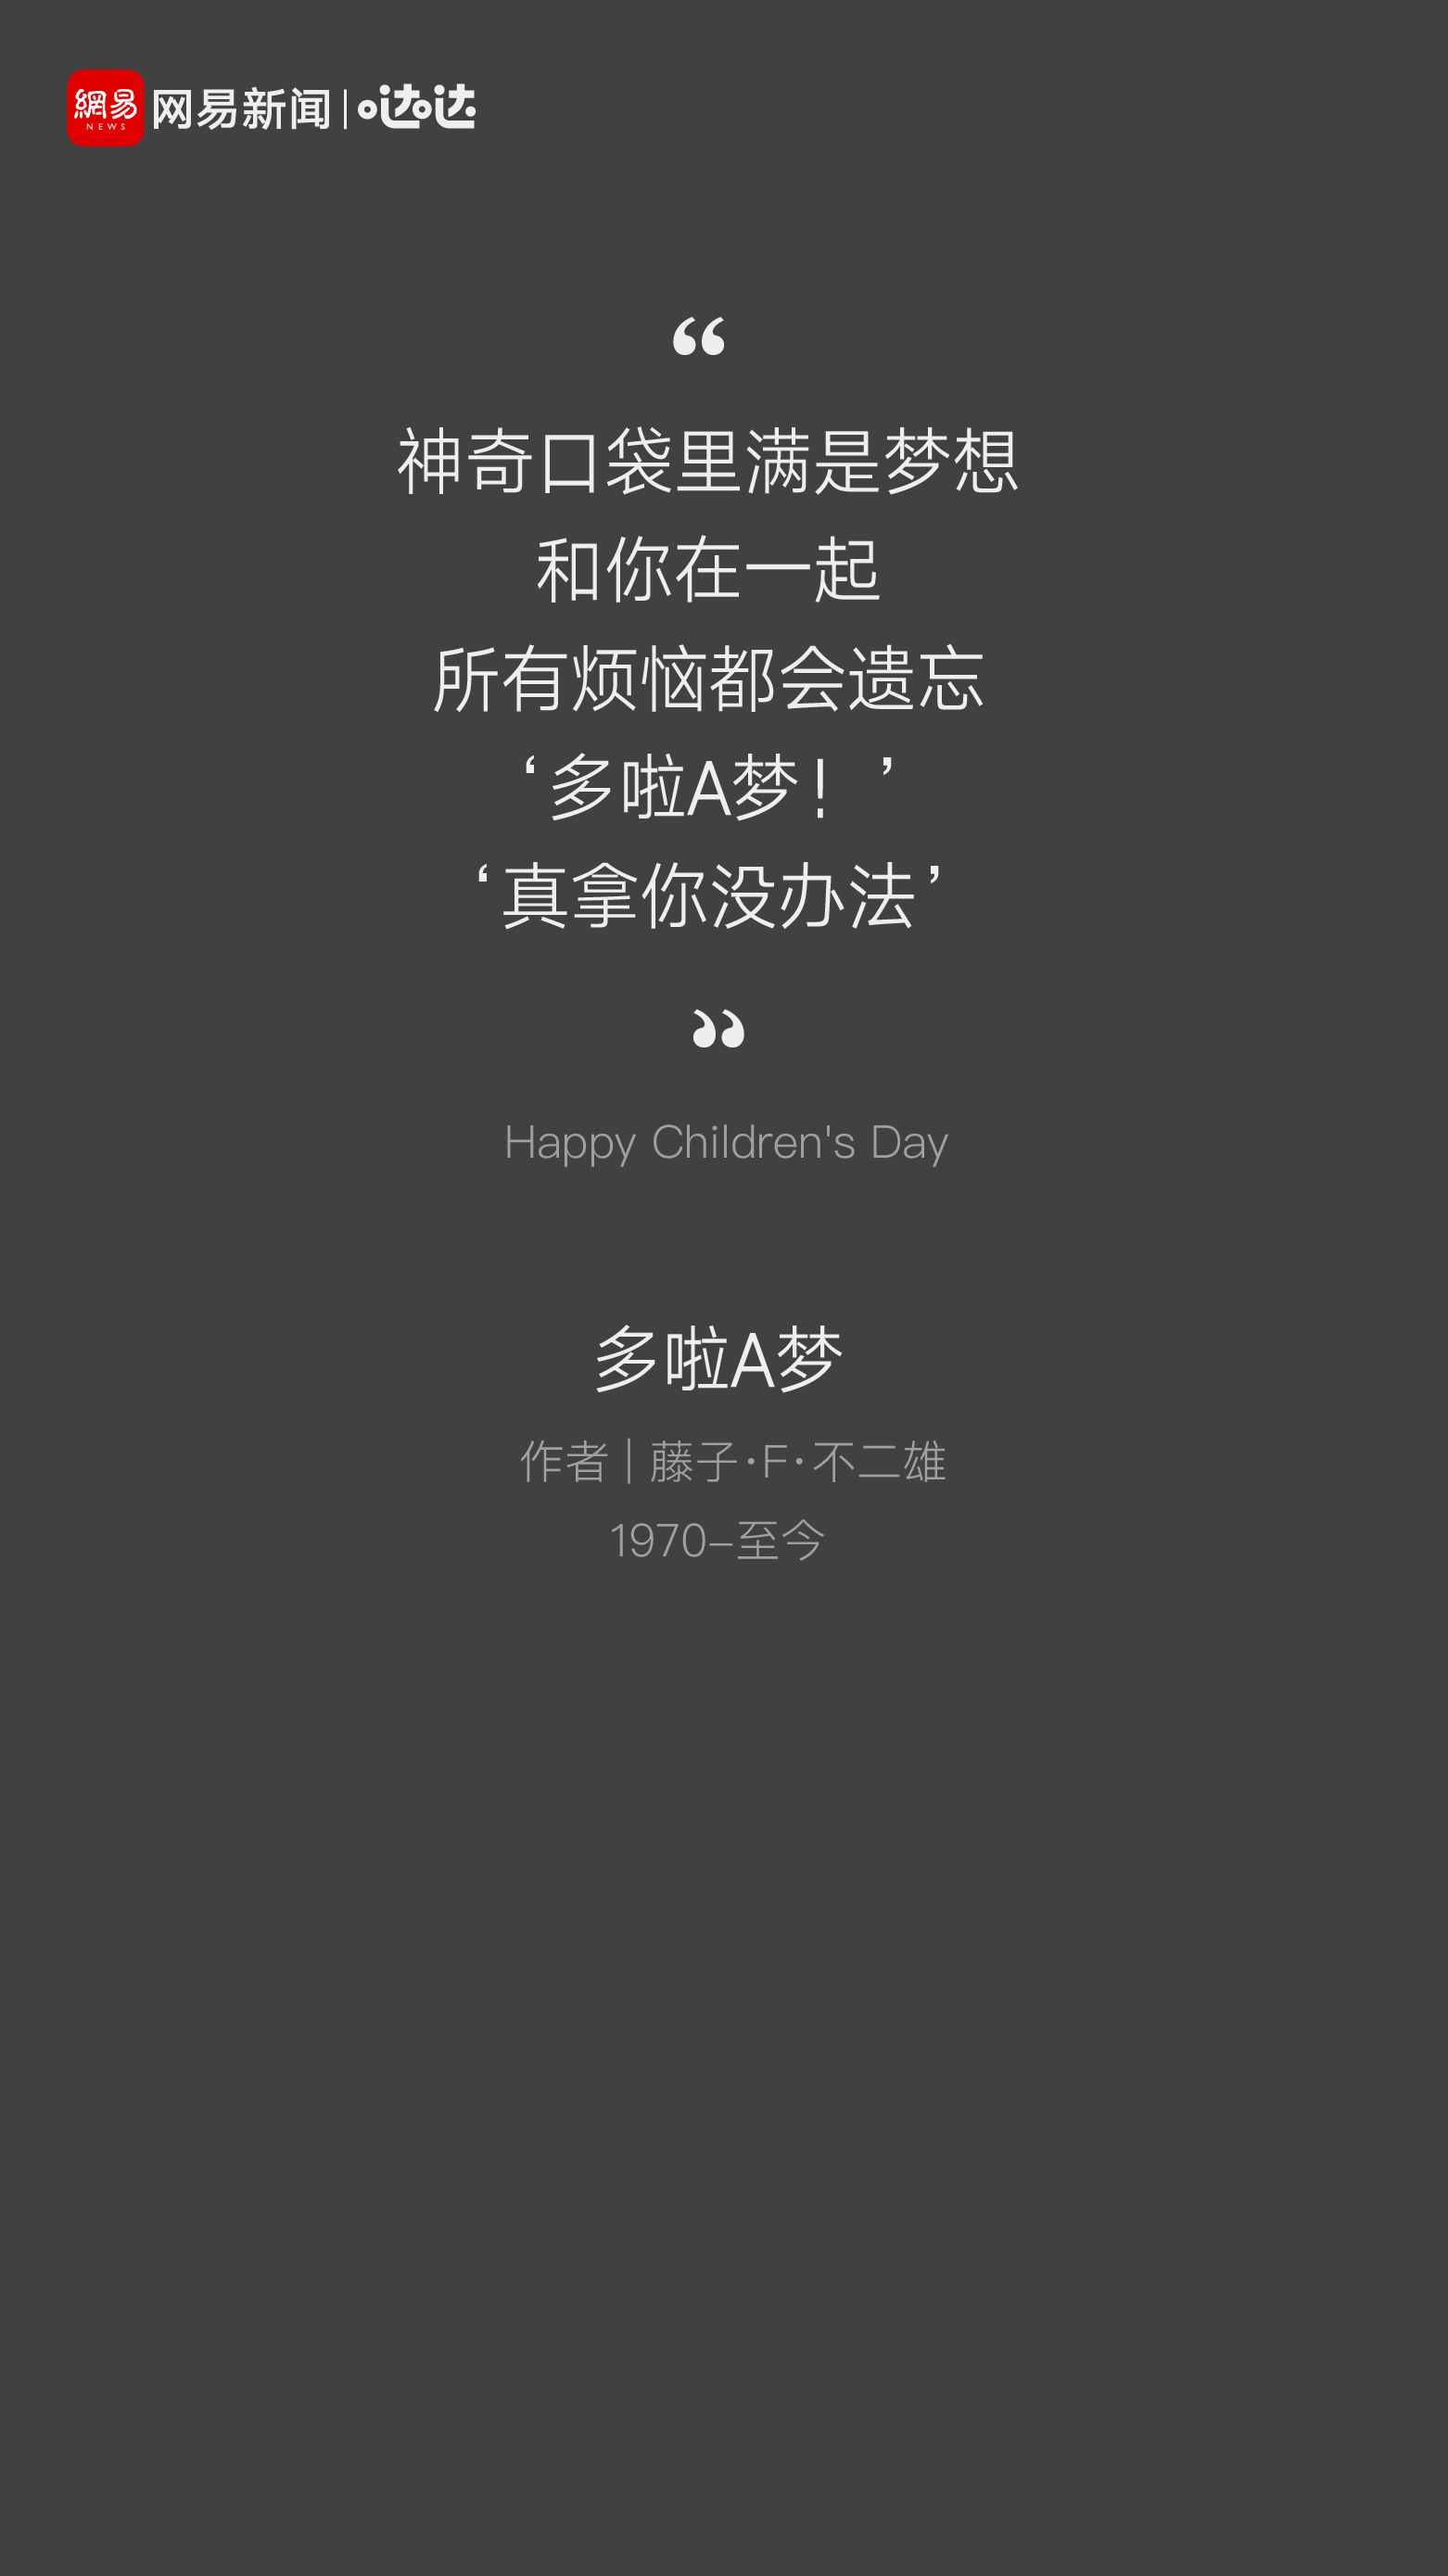 網易
NEWS
网易新闻 | 哒哒
“
神奇口袋里满是梦想
和你在一起
所有烦恼都会遗忘
‘多啦A梦！’
‘真拿你没办法’
”
Happy Children's Day
多啦A梦
作者 | 藤子·F·不二雄
1970–至今